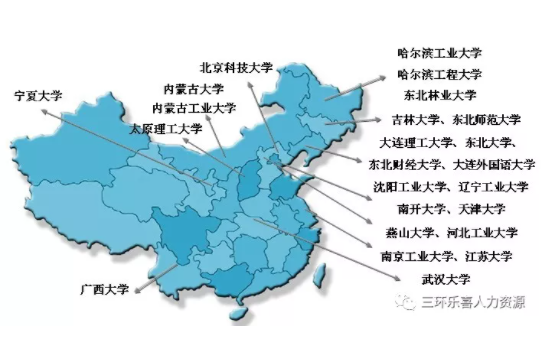 哈尔滨工业大学
北京科技大学
哈尔滨工程大学
内蒙古大学
宁夏大学
东北林业大学
内蒙古工业大学
吉林大学、东北师范大学
太原理工大学
大连理工大学、东北大学、
东北财经大学、大连外国语大学
沈阳工业大学、辽宁工业大学
南开大学、天津大学
燕山大学、河北工业大学
南京工业大学、江苏大学
武汉大学
广西大学
三环乐喜人力资源